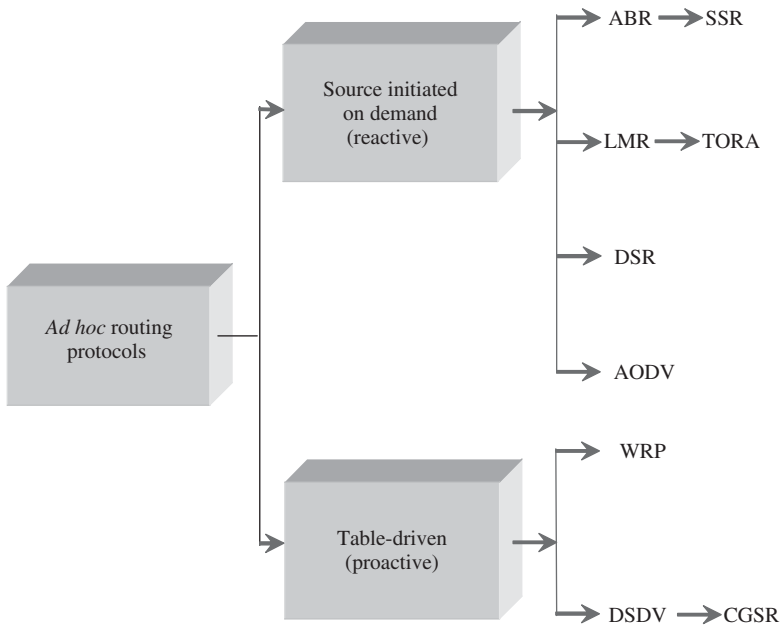 Source initiated
on demand
(reactive)
ABR
SSR
LMR
TORA
DSR
AODV
Ad hoc routing
protocols
Table-driven
(proactive)
WRP
DSDV
CGSR